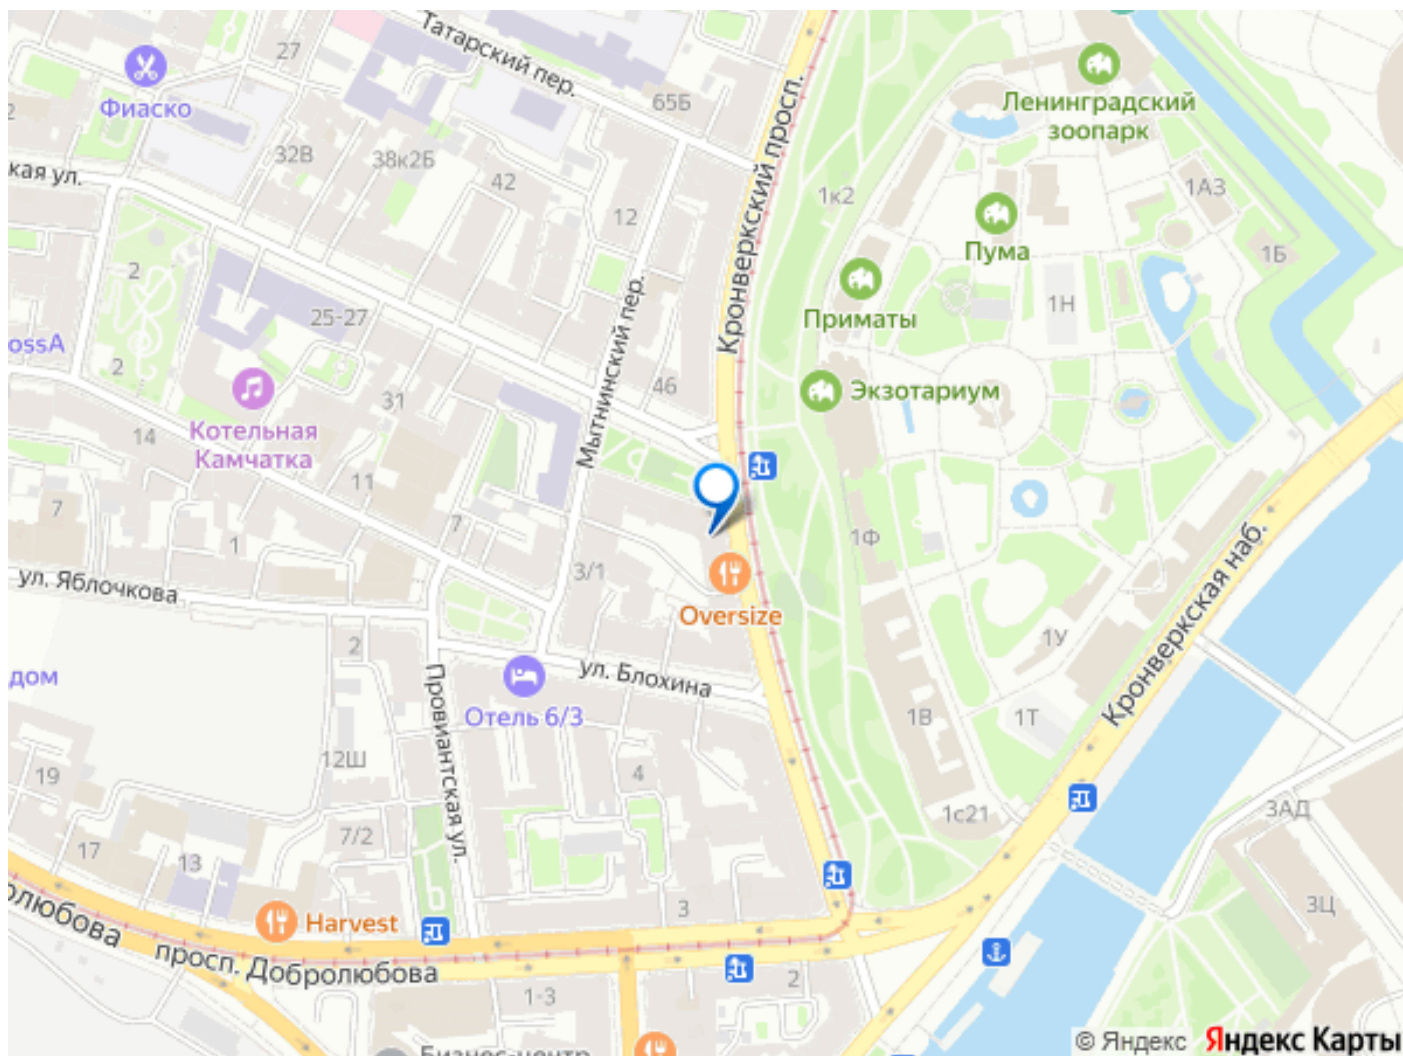 Татарский пер.
27
65Б
Фиаско
Ленинградский
зоопарк
2
32В
38к2Б
42
кая ул.
12
1к2
1АЗ
Кронверкский просп.
Пума
1Б
2
Приматы
1Н
25-27
ossA
Мытнинский пер.
2
46
Экзотариум
31
Котельная
Камчатка
14
11
7
7
1
1Ф
Кронверкская наб.
3/1
ул. Яблочкова
Oversize
1У
2
дом
ул. Блохина
Провиантская ул.
Отель 6/3
1В
1Т
12Ш
4
19
1с21
3АД
7/2
17
13
3
3Ц
Harvest
олюбова
просп. Добролюбова
2
1-3
Бизнес-центр
© Яндекс
Яндекс Карты